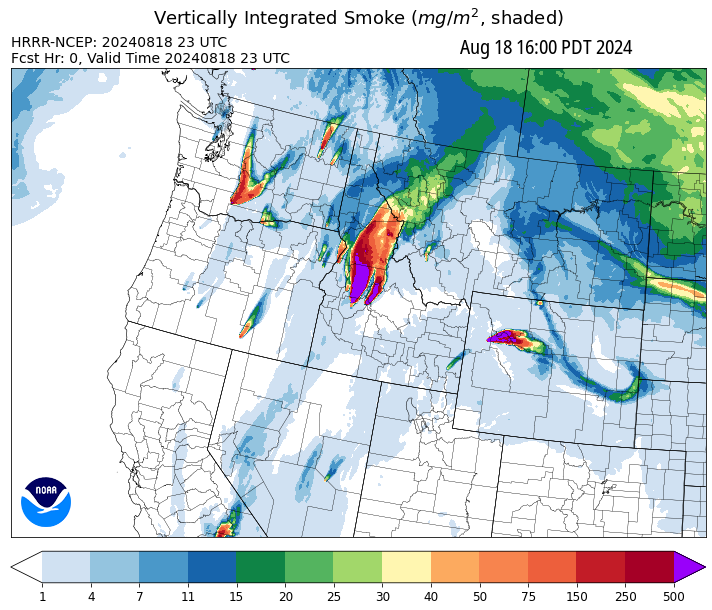 Vertically Integrated Smoke (mg/m², shaded)
HRRR-NCEP: 20240818 23 UTC
Fcst Hr: 0, Valid Time 20240818 23 UTC
Aug 18 16:00 PDT 2024
NOAA
1 4 7 11 15 20 25 30 40 50 75 150 250 500